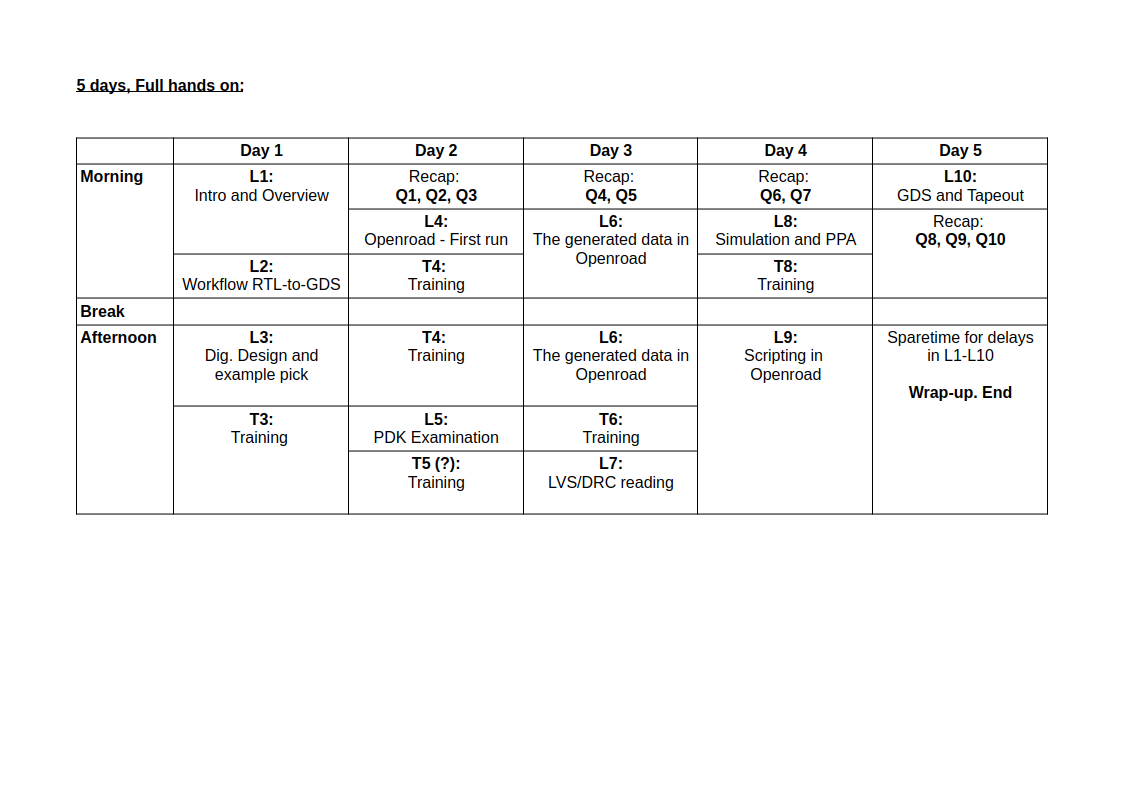 5 days, Full hands on:
Day 1 Day 2 Day 3 Day 4 Day 5
Morning
L1:
Intro and Overview
L2:
Workflow RTL-to-GDS
Recap:
Q1, Q2, Q3
L4:
Openroad - First run
T4:
Training
Recap:
Q4, Q5
L6:
The generated data in
Openroad
Recap:
Q6, Q7
L8:
Simulation and PPA
T8:
Training
L10:
GDS and Tapeout
Recap:
Q8, Q9, Q10
Break
Afternoon
L3:
Dig. Design and
example pick
T3:
Training
T4:
Training
L5:
PDK Examination
T5 (?):
Training
L6:
The generated data in
Openroad
T6:
Training
L7:
LVS/DRC reading
L9:
Scripting in
Openroad
Sparetime for delays
in L1-L10
Wrap-up. End